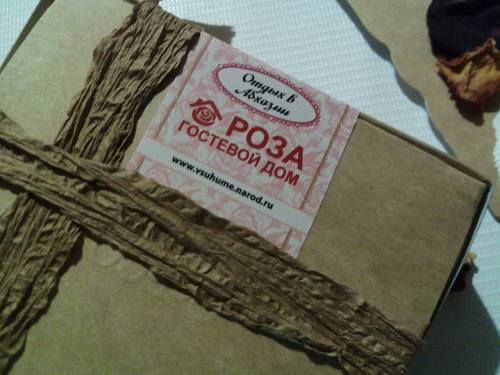 Отдых в
Абхазии
РОЗА
ГОСТЕВОЙ ДОМ
www.vsuhume.narod.ru